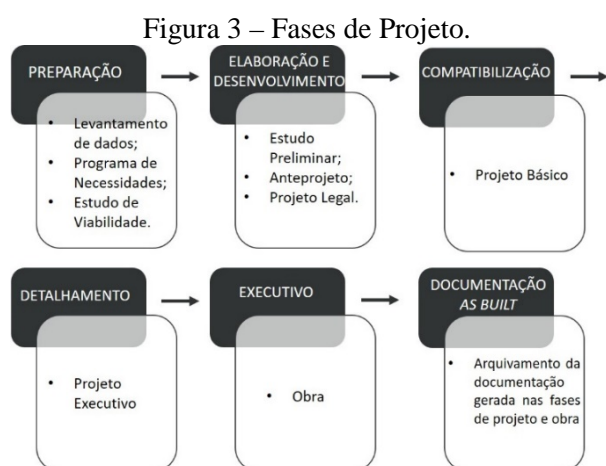 Figura 3 – Fases de Projeto.
PREPARAÇÃO
• Levantamento
de dados;
• Programa de
Necessidades;
• Estudo de
Viabilidade.
ELABORAÇÃO E
DESENVOLVIMENTO
• Estudo
Preliminar;
• Anteprojeto;
• Projeto Legal.
COMPATIBILIZAÇÃO
• Projeto Básico
DETALHAMENTO
• Projeto
Executivo
EXECUTIVO
• Obra
DOCUMENTAÇÃO
AS BUILT
• Arquivamento da
documentação
gerada nas fases
de projeto e obra